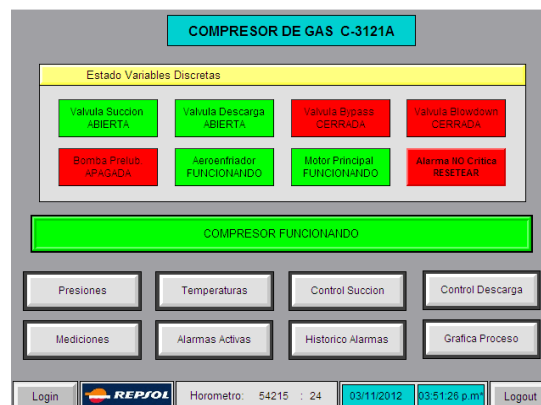 COMPRESOR DE GAS C-3121A
Estado Variables Discretas
Valvula Succion
ABIERTA
Valvula Descarga
ABIERTA
Valvula Bypass
CERRADA
Valvula Blowdown
CERRADA
Bomba Prelub
APAGADA
Aeroenfriador
FUNCIONANDO
Motor Principal
FUNCIONANDO
Alarma NO Critica
RESETEAR
COMPRESOR FUNCIONANDO
Presiones
Temperaturas
Control Succion
Control Descarga
Mediciones
Alarmas Activas
Historico Alarmas
Grafica Proceso
Login
REPSOL
Horometro: 54215 : 24
03/11/2012
03:51:26 p.m
Logout